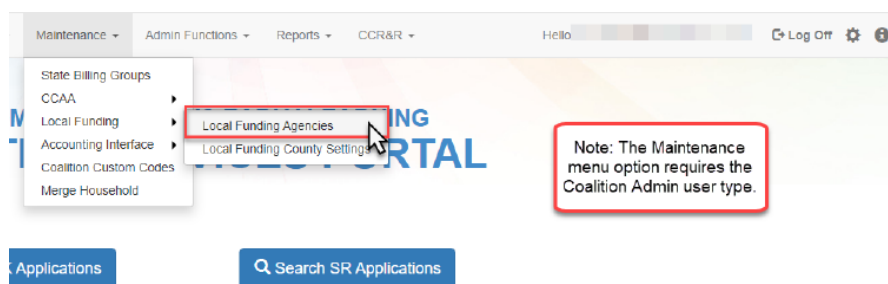 Maintenance Admin Functions Reports CCR&R Hello Log Off
State Billing Groups
CCAA
Local Funding
Accounting Interface
Coalition Custom Codes
Merge Household
Local Funding Agencies
Local Funding County Settings
NING
RTAL
Note: The Maintenance
menu option requires the
Coalition Admin user type.
Applications
Search SR Applications